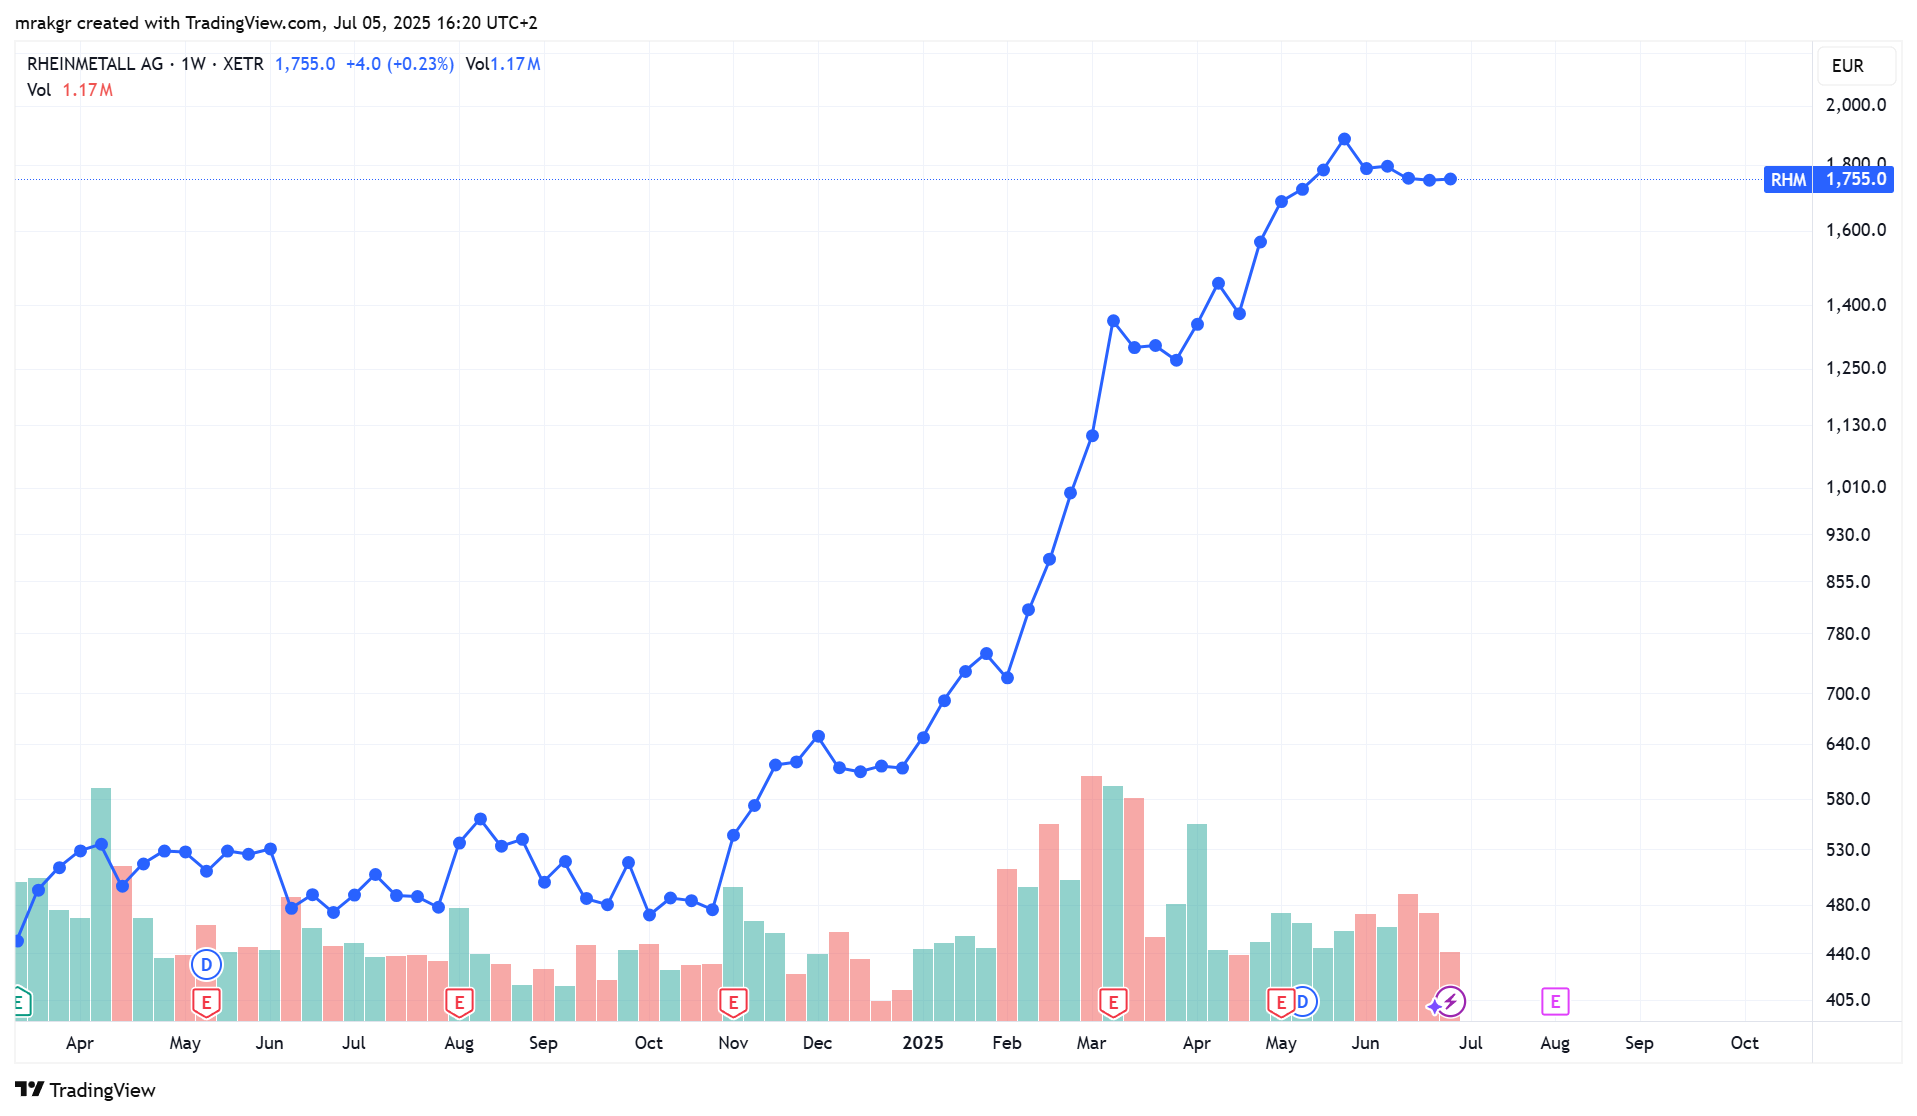 mrakgr created with TradingView.com, Jul 05, 2025 16:20 UTC+2
RHEINMETALL AG · 1W · XETR 1,755.0 +4.0 (+0.23%) Vol1.17M
Vol 1.17M
EUR
2,000.0
1,800.0
RHM 1,755.0
1,600.0
1,400.0
1,250.0
1,130.0
1,010.0
930.0
855.0
780.0
700.0
640.0
580.0
530.0
480.0
440.0
405.0
D
E E E E E E D E
Apr May Jun Jul Aug Sep Oct Nov Dec 2025 Feb Mar Apr May Jun Jul Aug Sep Oct
TradingView